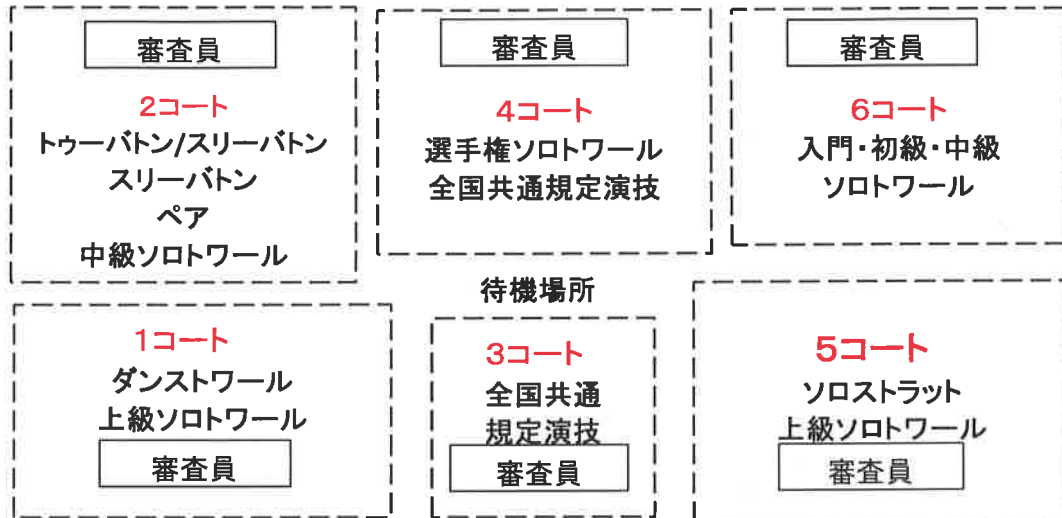 審査員
2コート
トゥーバトン/スリーバトン
スリーバトン
ペア
中級ソロトワール
審査員
4コート
選手権ソロトワール
全国共通規定演技
審査員
6コート
入門・初級・中級
ソロトワール
待機場所
1コート
ダンストワール
上級ソロトワール
審査員
3コート
全国共通
規定演技
審査員
5コート
ソロストラット
上級ソロトワール
審査員